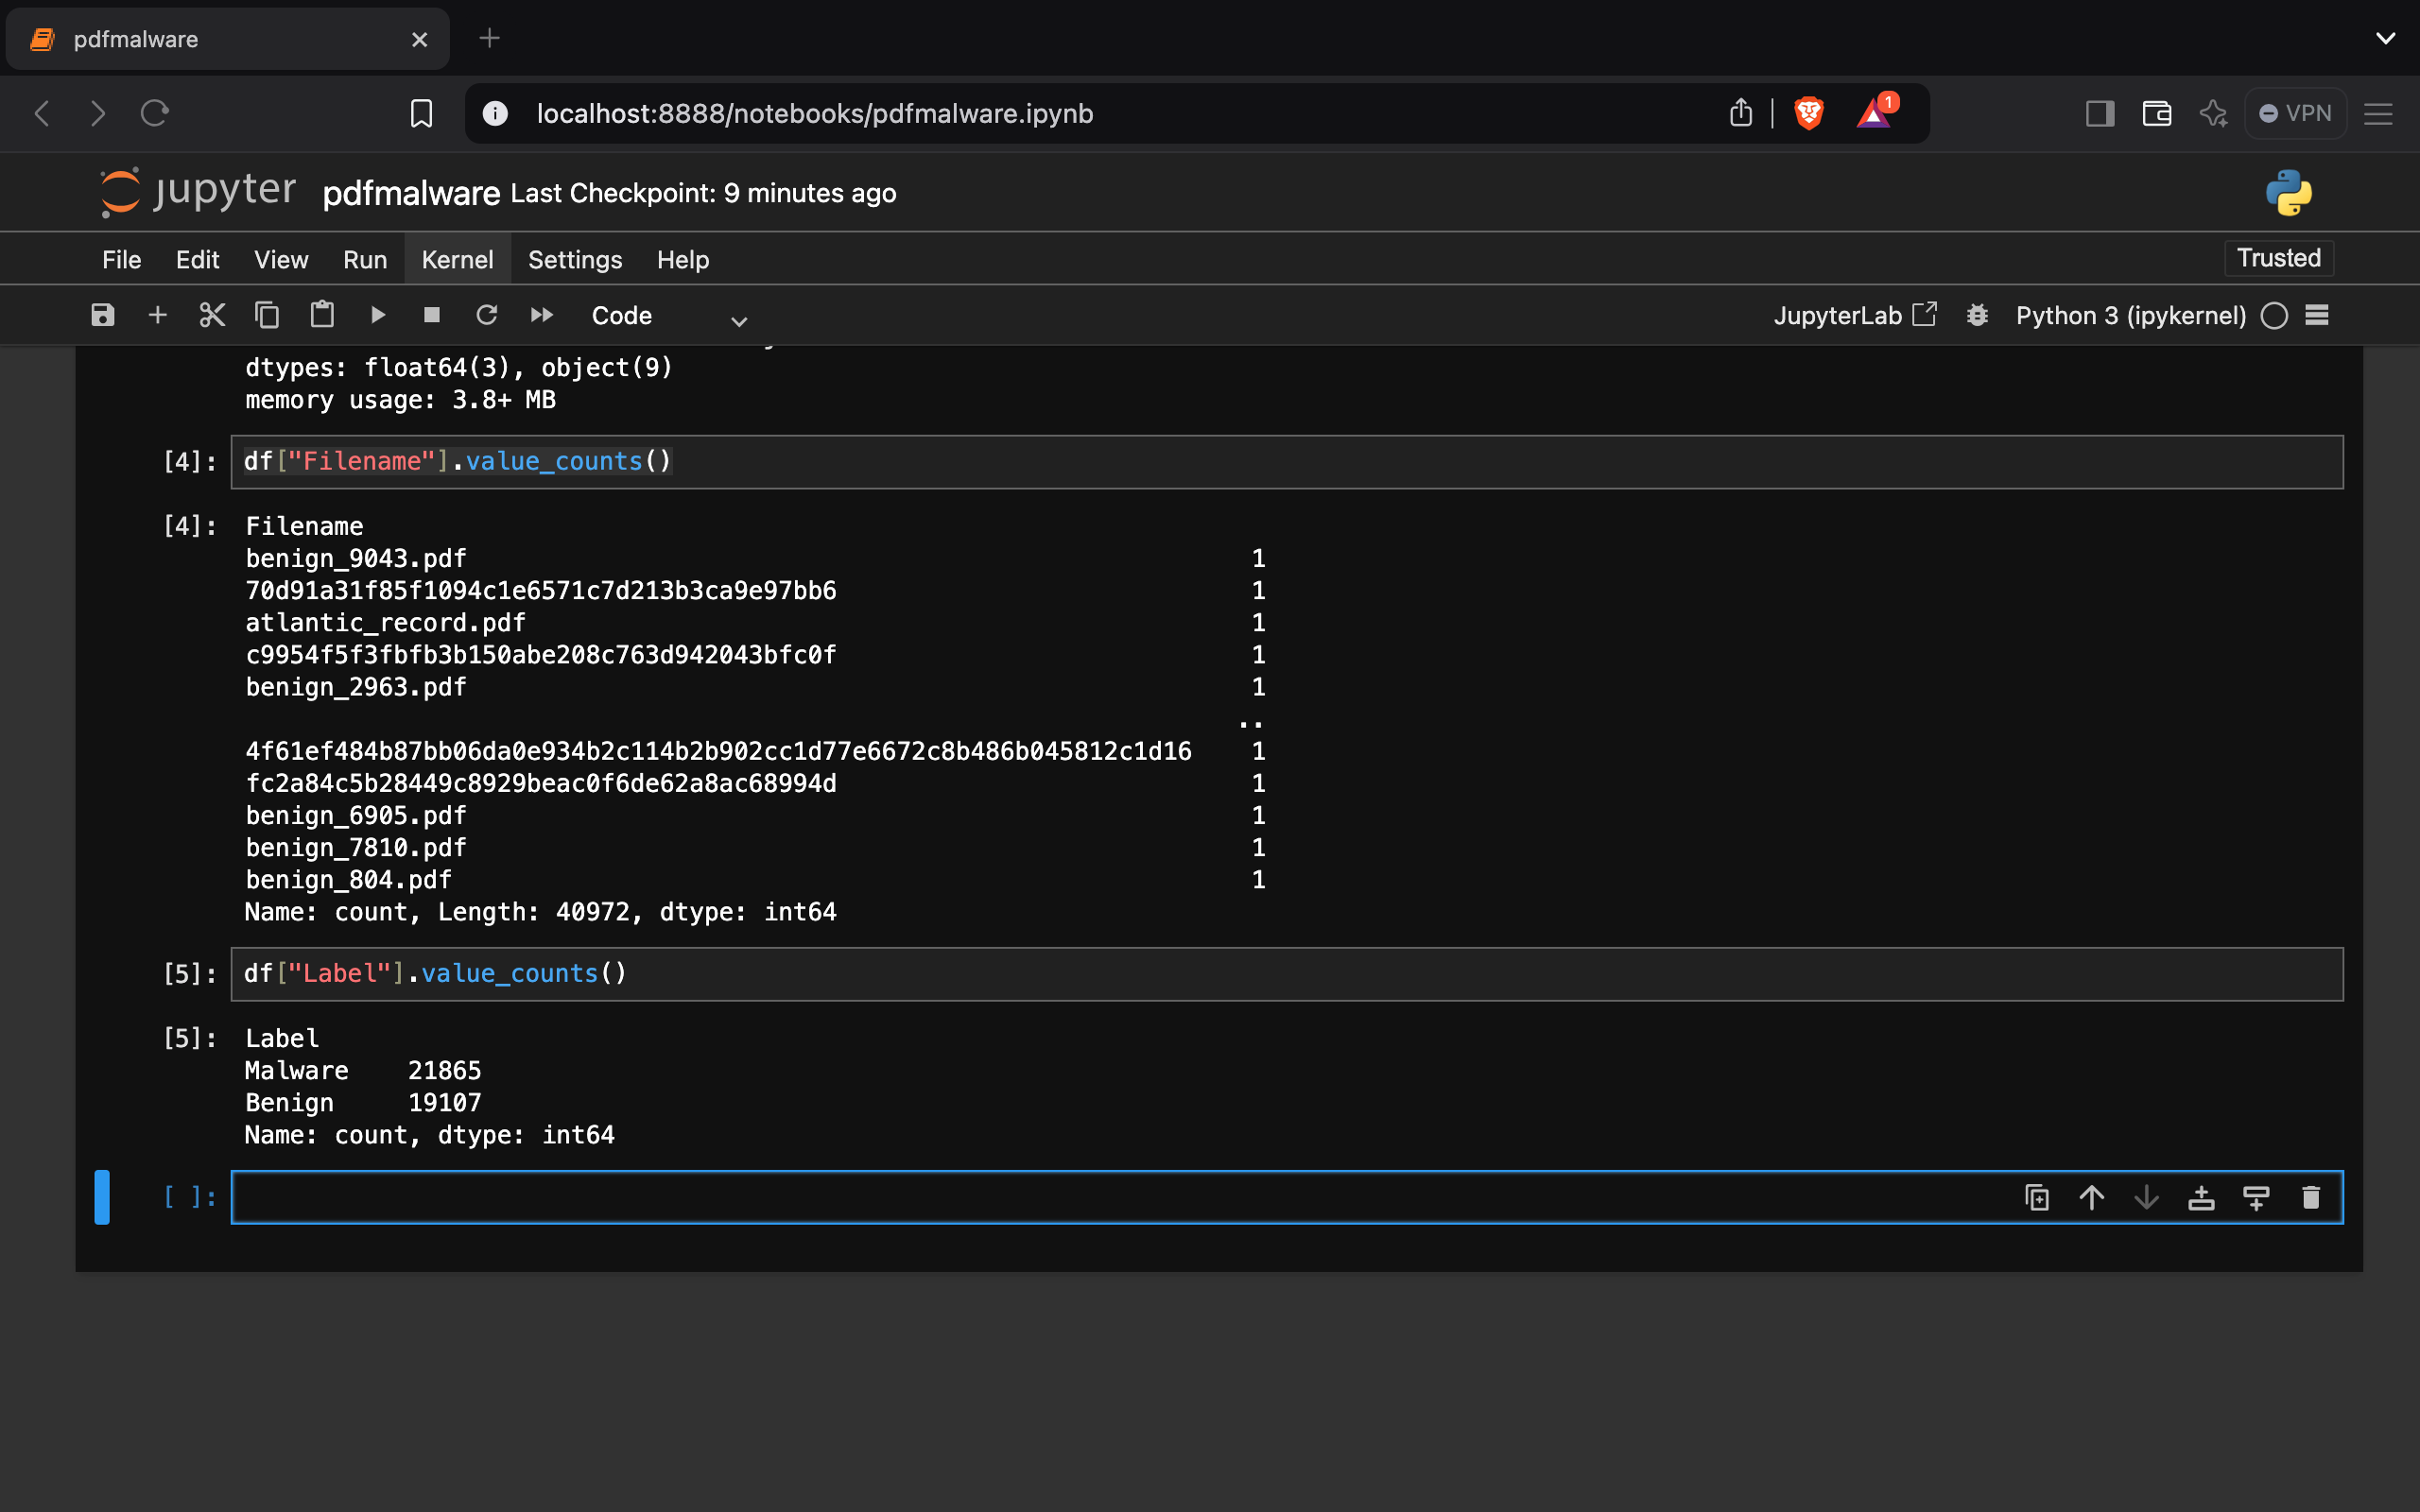 pdfmalware
localhost:8888/notebooks/pdfmalware.ipynb
1
VPN
jupyter pdfmalware Last Checkpoint: 9 minutes ago
File Edit View Run Kernel Settings Help
Trusted
Code
JupyterLab
Python 3 (ipykernel)
dtypes: float64(3), object(9)
memory usage: 3.8+ MB
[4]: df["Filename"].value_counts()
[4]: Filename
benign_9043.pdf 1
70d91a31f85f1094c1e6571c7d213b3ca9e97bb6 1
atlantic_record.pdf 1
c9954f5f3fbfb3b150abe208c763d942043bfc0f 1
benign_2963.pdf 1
..
4f61ef484b87bb06da0e934b2c114b2b902cc1d77e6672c8b486b045812c1d16 1
fc2a84c5b28449c8929beac0f6de62a8ac68994d 1
benign_6905.pdf 1
benign_7810.pdf 1
benign_804.pdf 1
Name: count, Length: 40972, dtype: int64
[5]: df["Label"].value_counts()
[5]: Label
Malware 21865
Benign 19107
Name: count, dtype: int64
[ ]: